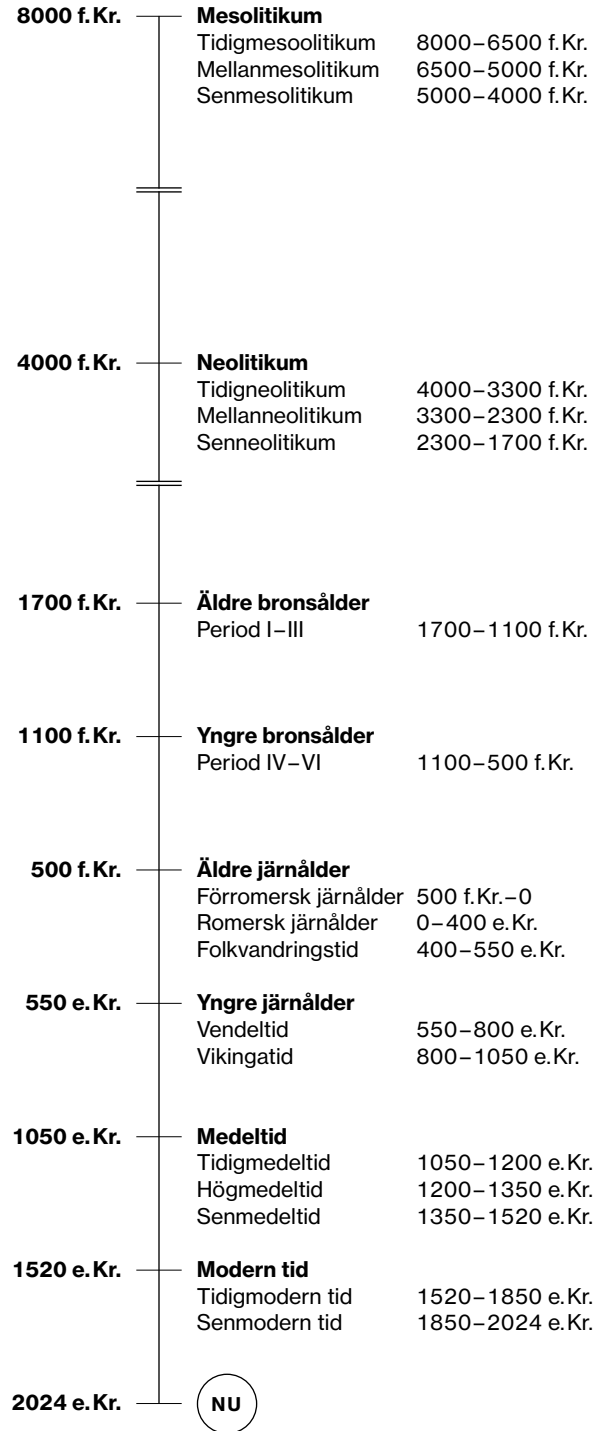 8000 f.Kr. Mesolitikum
Tidigmesoolitikum 8000–6500 f.Kr.
Mellanmesolitikum 6500–5000 f.Kr.
Senmesolitikum 5000–4000 f.Kr.
4000 f.Kr. Neolitikum
Tidigneolitikum 4000–3300 f.Kr.
Mellanneolitikum 3300–2300 f.Kr.
Senneolitikum 2300–1700 f.Kr.
1700 f.Kr. Äldre bronsålder
Period I–III 1700–1100 f.Kr.
1100 f.Kr. Yngre bronsålder
Period IV–VI 1100–500 f.Kr.
500 f.Kr. Äldre järnålder
Förromersk järnålder 500 f.Kr.–0
Romersk järnålder 0–400 e.Kr.
Folkvandringstid 400–550 e.Kr.
550 e.Kr. Yngre järnålder
Vendeltid 550–800 e.Kr.
Vikingatid 800–1050 e.Kr.
1050 e.Kr. Medeltid
Tidigmedeltid 1050–1200 e.Kr.
Högmedeltid 1200–1350 e.Kr.
Senmedeltid 1350–1520 e.Kr.
1520 e.Kr. Modern tid
Tidigmodern tid 1520–1850 e.Kr.
Senmodern tid 1850–2024 e.Kr.
2024 e.Kr. NU